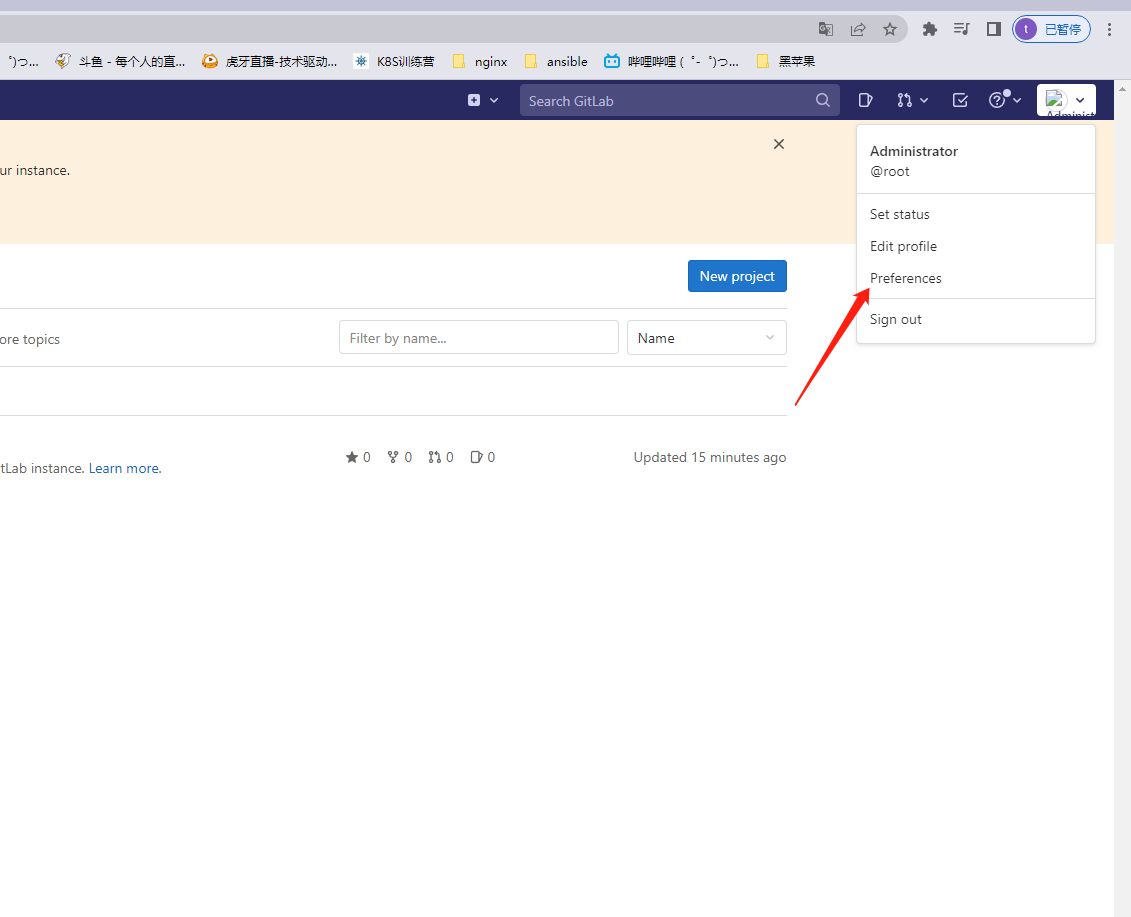 t 已暂停
゜)つ... 斗鱼 - 每个人的直... 虎牙直播-技术驱动... K8S训练营 nginx ansible 哔哩哔哩 (゜-゜)つ... 黑苹果
Search GitLab
Administ
Administrator
@root
ur instance.
Set status
Edit profile
New project
Preferences
Sign out
ore topics
Filter by name...
Name
0 0 0 0
Updated 15 minutes ago
tLab instance. Learn more.